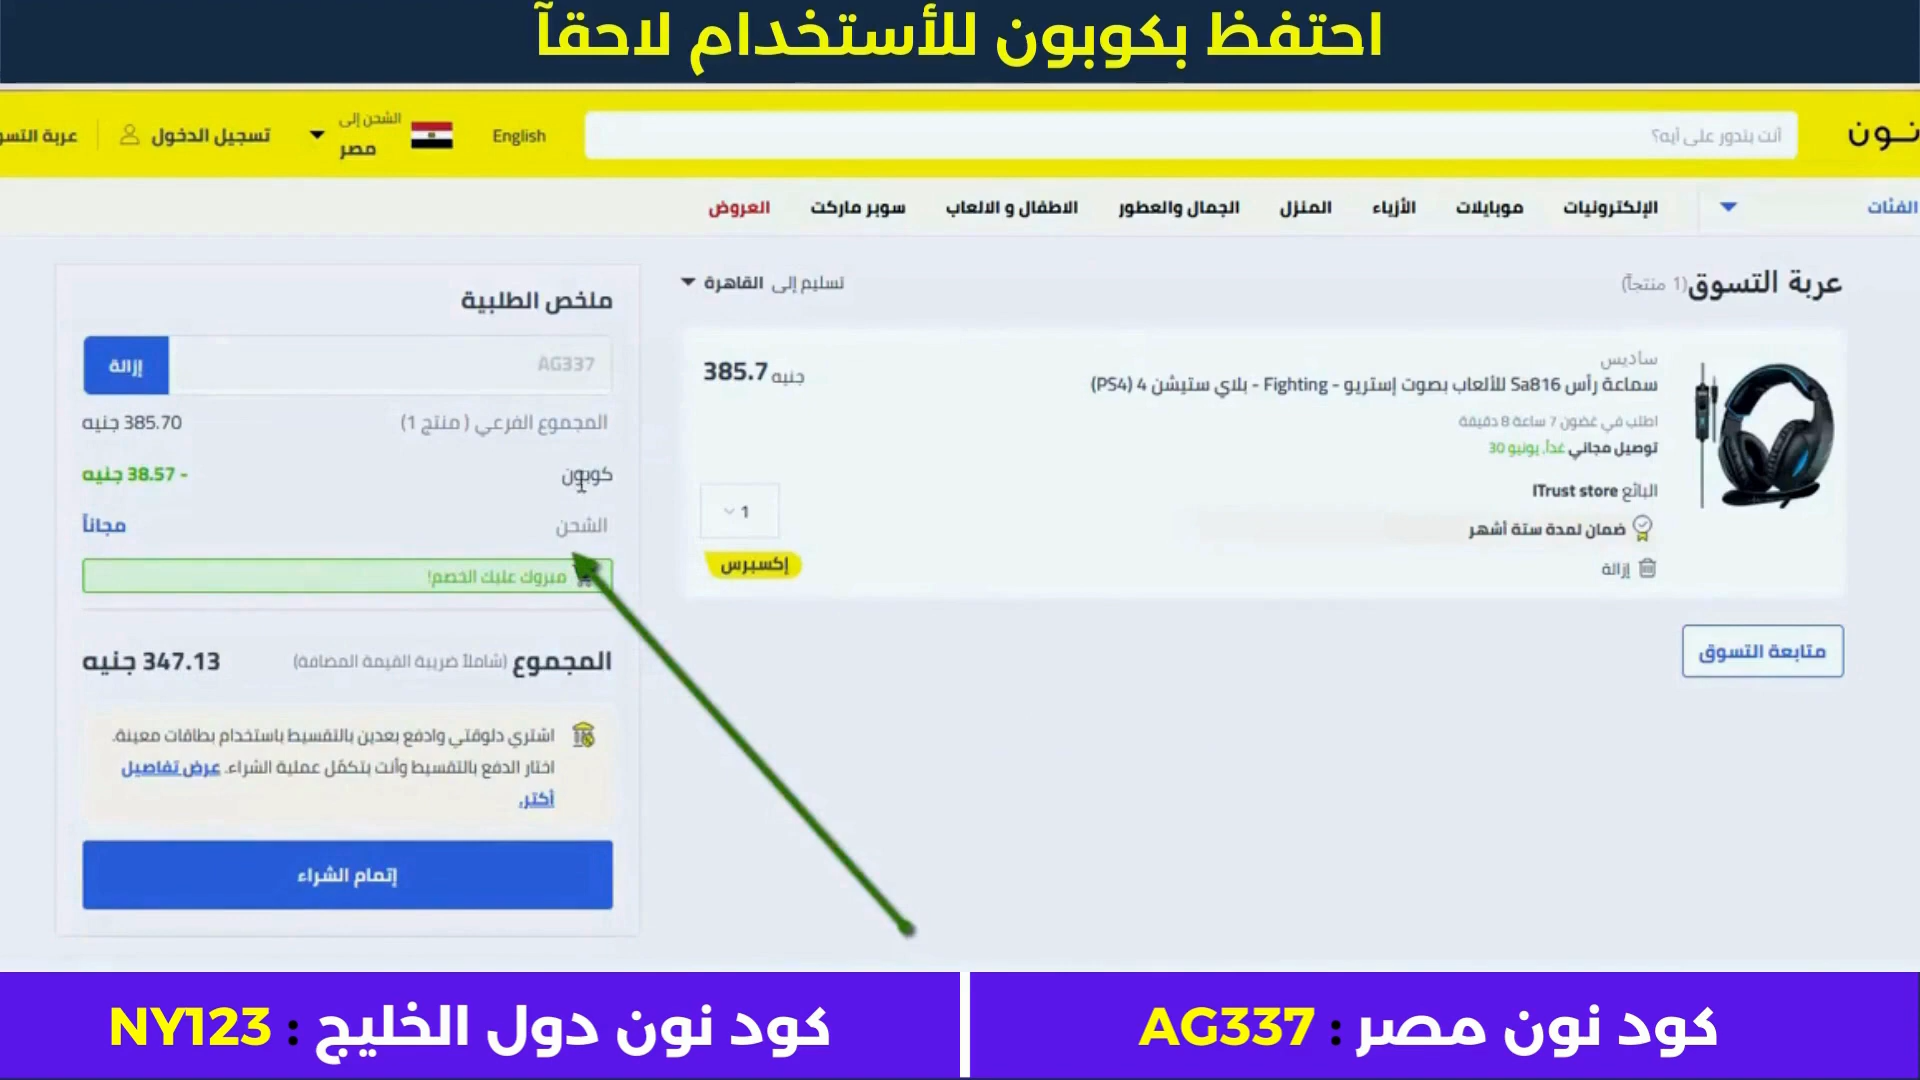 احتفظ بكوبون للأستخدام لاحقآ
نون
أنت بتدور على أيه؟
English
الشحن إلى
مصر
تسجيل الدخول
عربة
الفئات
الإلكترونيات
موبايلات
الأزياء
المنزل
الجمال والعطور
الاطفال و الالعاب
سوبر ماركت
العروض
عربة التسوق (1 منتجاً)
تسليم إلى القاهرة
ساديس
سماعة رأس Sa816 للألعاب بصوت إستريو - Fighting - بلاي ستيشن 4 (PS4)
جنيه 385.7
اطلب في غضون 7 ساعة 8 دقيقة
توصيل مجاني غداً, يونيو 30
البائع ITrust store
ضمان لمدة ستة أشهر
إزالة
1
إكسبرس
متابعة التسوق
ملخص الطلبية
AG337
إزالة
المجموع الفرعي ( منتج 1)
385.70 جنيه
كوبون
- 38.57 جنيه
الشحن
مجاناً
مبروك عليك الخصم!
المجموع (شاملاً ضريبة القيمة المضافة)
347.13 جنيه
اشتري دلوقتي وادفع بعدين بالتقسيط باستخدام بطاقات معينة.
اختار الدفع بالتقسيط وأنت بتكمّل عملية الشراء. عرض تفاصيل
أكتر.
إتمام الشراء
كود نون مصر : AG337
كود نون دول الخليج : NY123